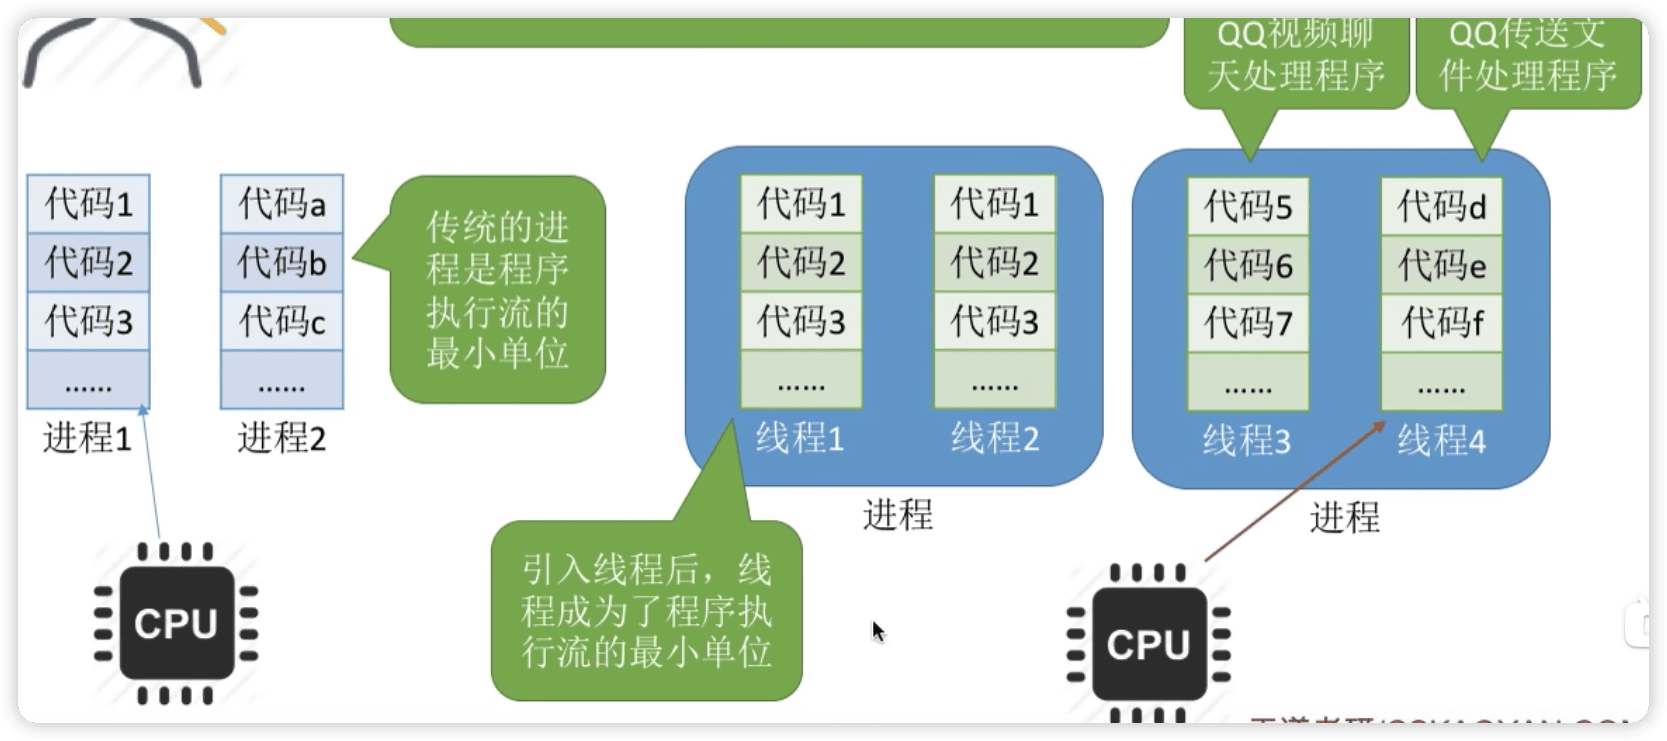 QQ视频聊
天处理程序
QQ传送文
件处理程序
代码1
代码2
代码3
......
进程1
代码a
代码b
代码c
......
进程2
传统的进
程是程序
执行流的
最小单位
代码1
代码2
代码3
......
线程1
代码1
代码2
代码3
......
线程2
进程
代码5
代码6
代码7
......
线程3
代码d
代码e
代码f
......
线程4
进程
引入线程后，线
程成为了程序执
行流的最小单位
CPU
CPU